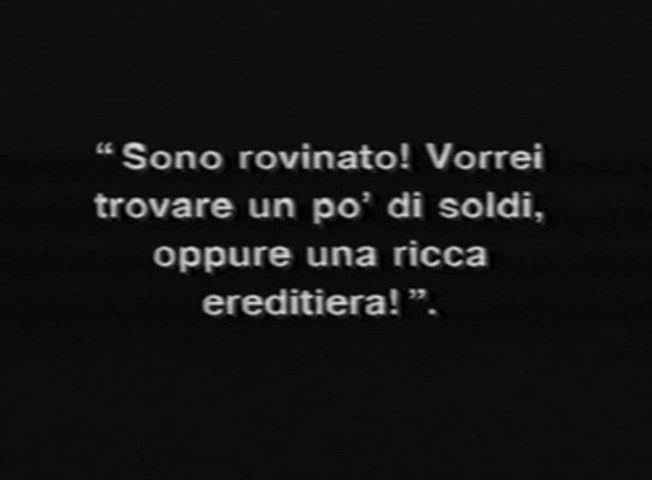 “Sono rovinato! Vorrei
trovare un po’ di soldi,
oppure una ricca
ereditiera!”.